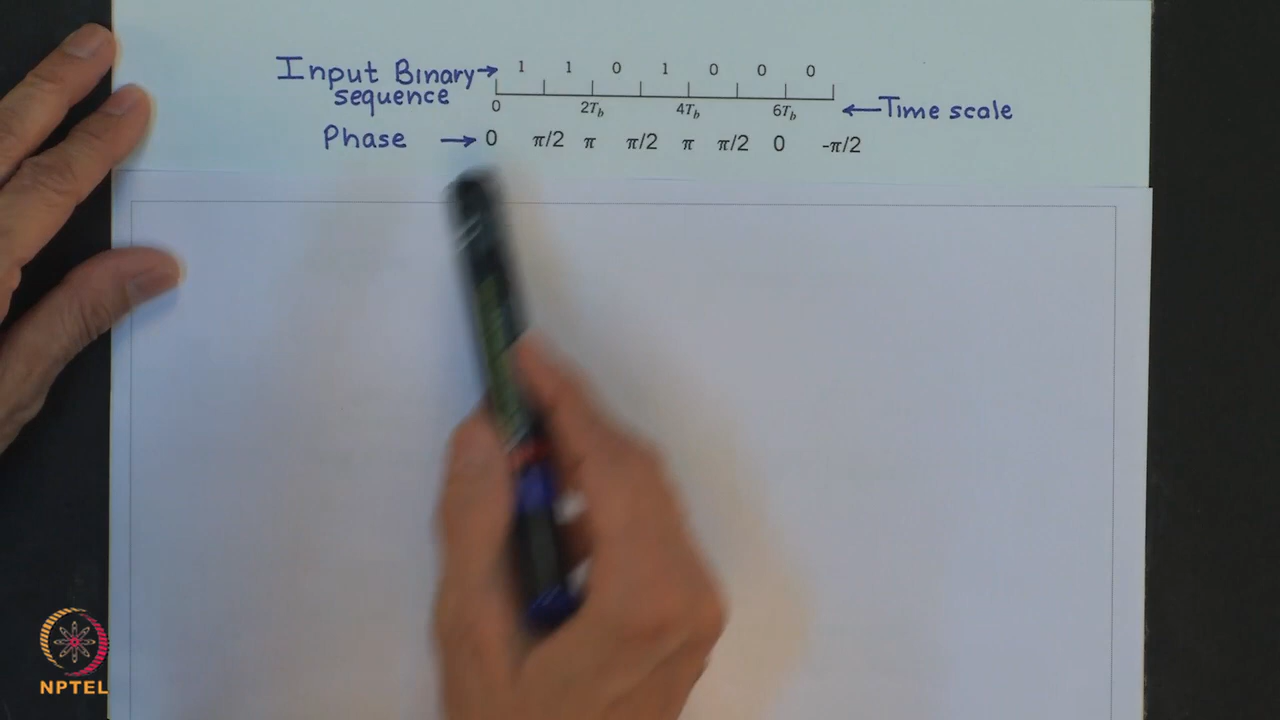 Input Binary → 1 1 0 1 0 0 0
sequence
0 2T_b 4T_b 6T_b ← Time scale
Phase → 0 π/2 π π/2 π π/2 0 -π/2
NPTEL